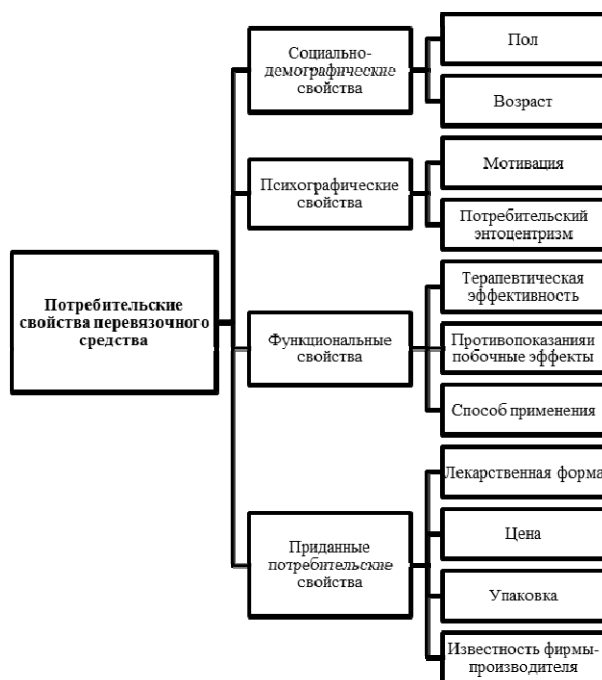 Потребительские
свойства перевязочного
средства
Социально-
демографические
свойства
Пол
Возраст
Психографические
свойства
Мотивация
Потребительский
энтоцентризм
Функциональные
свойства
Терапевтическая
эффективность
Противопоказанияи
побочные эффекты
Способ применения
Приданные
потребительские
свойства
Лекарственная форма
Цена
Упаковка
Известность фирмы-
производителя